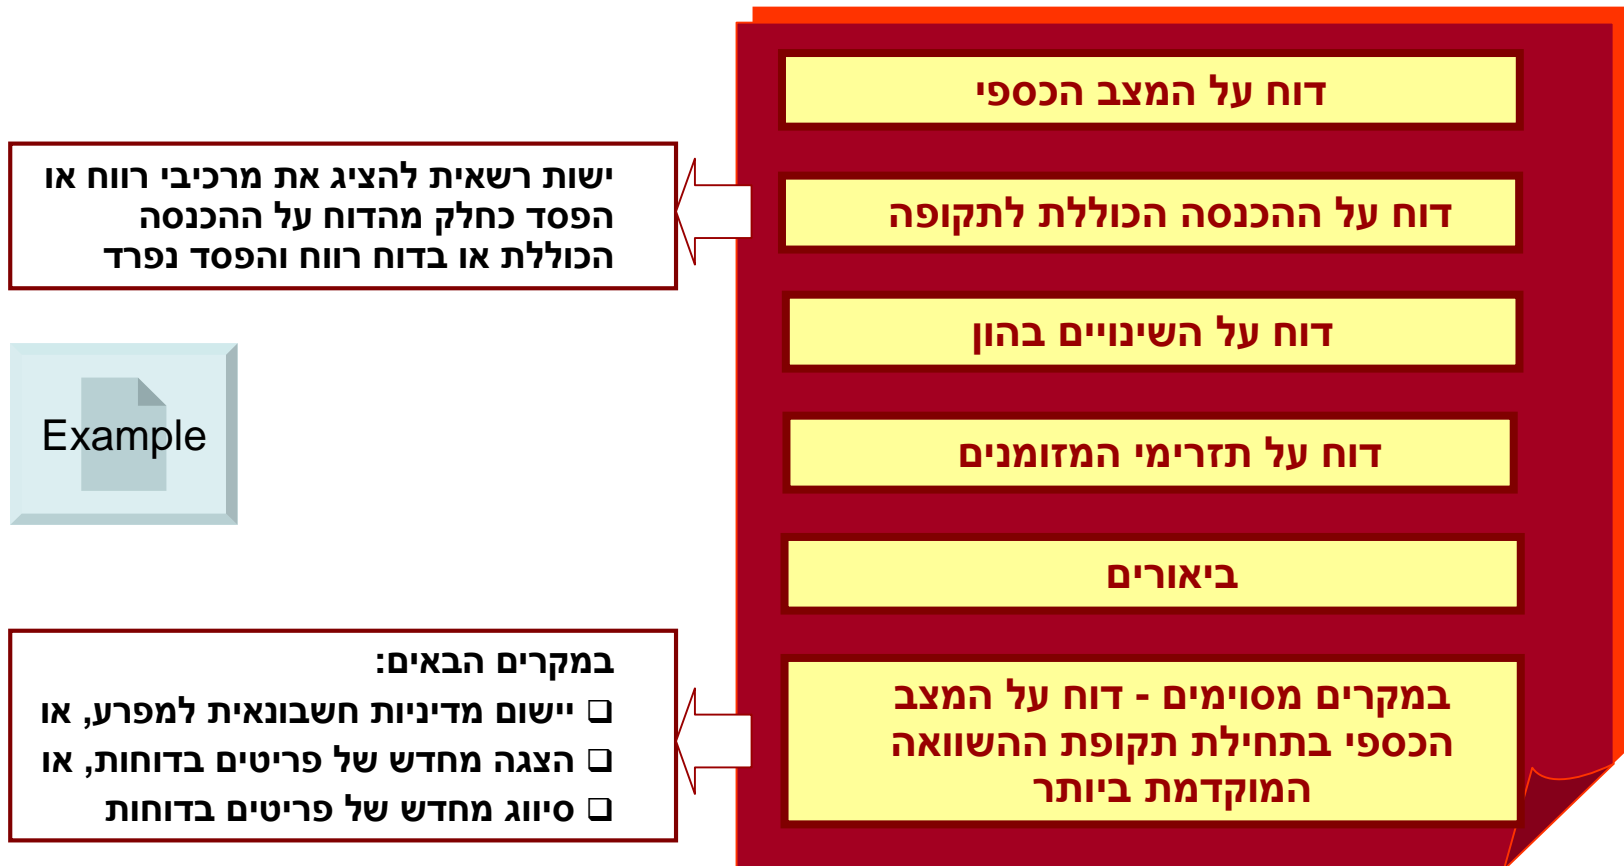 דוח על המצב הכספי
דוח על ההכנסה הכוללת לתקופה
ישות רשאית להציג את מרכיבי רווח או
הפסד כחלק מהדוח על ההכנסה
הכוללת או בדוח רווח והפסד נפרד
דוח על השינויים בהון
Example
דוח על תזרימי המזומנים
ביאורים
במקרים מסוימים - דוח על המצב
הכספי בתחילת תקופת ההשוואה
המוקדמת ביותר
במקרים הבאים:
❑ יישום מדיניות חשבונאית למפרע, או
❑ הצגה מחדש של פריטים בדוחות, או
❑ סיווג מחדש של פריטים בדוחות